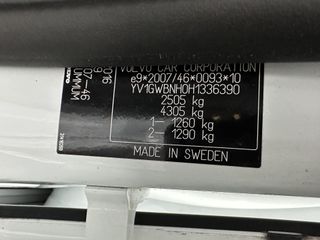 VOLVO CAR CORPORATION
e9*2007/46*0093*10
YV1GWBNH0H1336390
2505 kg
4305 kg
1— 1260 kg
2— 1290 kg
MADE IN SWEDEN